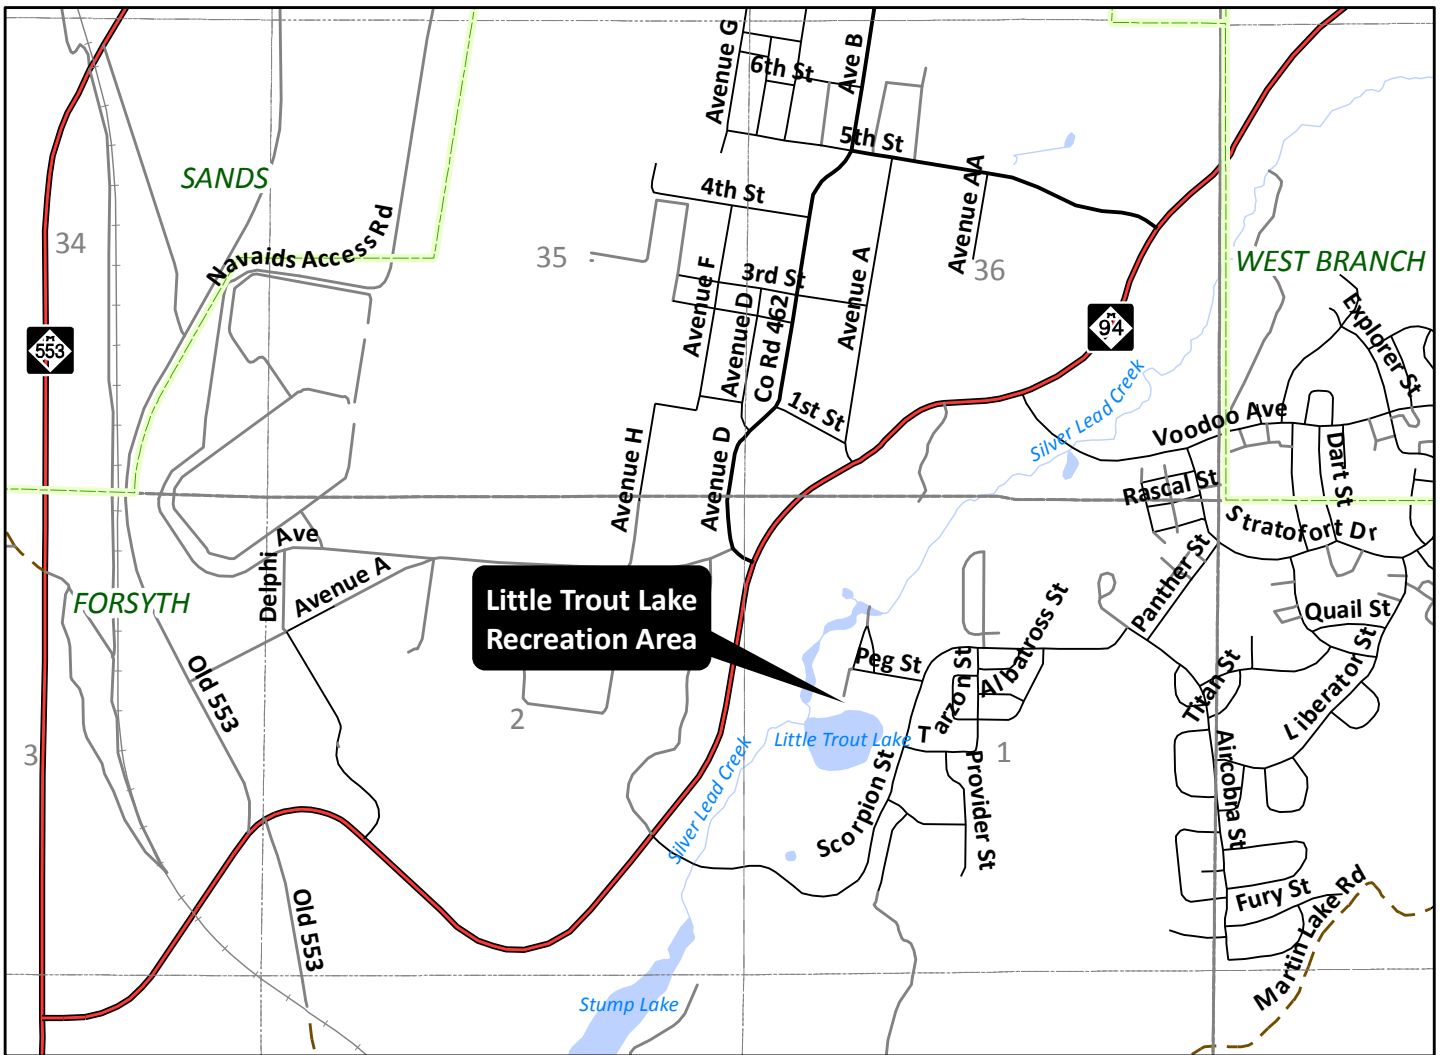 Avenue G
6th St
Ave B
5th St
SANDS
4th St
Avenue AA
34
Navaids Access Rd
35
36
WEST BRANCH
Avenue F
3rd St
Avenue A
Avenue D
Co Rd 462
Explorer St
M
94
M
553
1st St
Silver Lead Creek
Voodoo Ave
Dart St
Avenue H
Avenue D
Rascal St
Stratofort Dr
Delphi
Ave
Avenue A
FORSYTH
Little Trout Lake
Recreation Area
Panther St
Quail St
Albatross St
Peg St
Tarzon St
Titan St
Liberator St
Old 553
2
Little Trout Lake
1
3
Silver Lead Creek
Scorpion St
Provider St
Aircobra St
Fury St
Martin Lake Rd
Old 553
Stump Lake